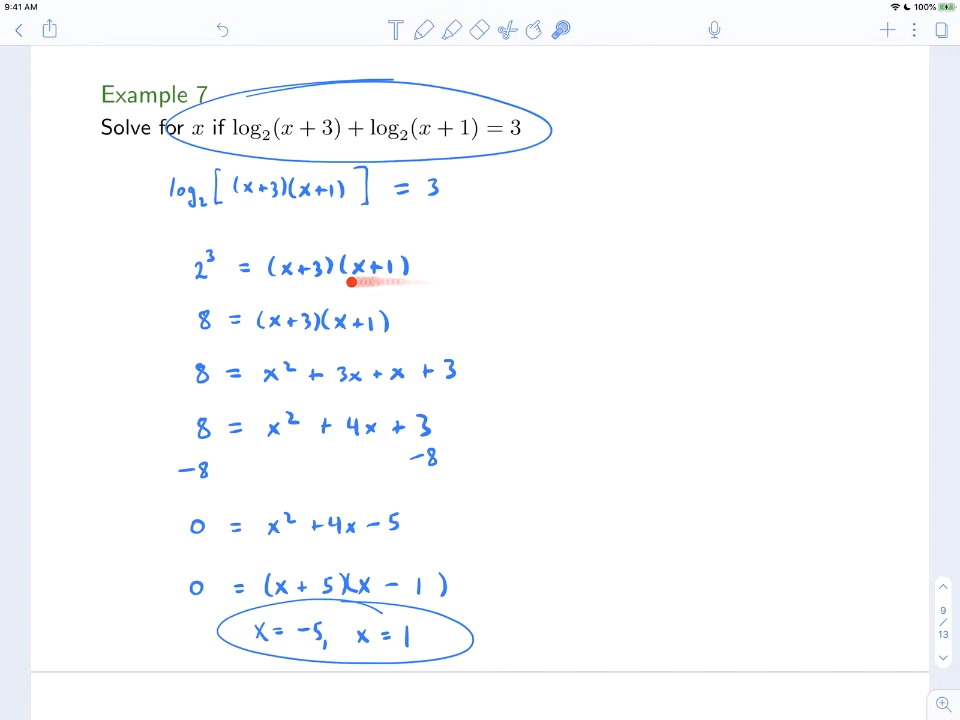 9:41 AM
100%
Example 7
Solve for x if log₂(x + 3) + log₂(x + 1) = 3
log₂[(x+3)(x+1)] = 3
2³ = (x+3)(x+1)
8 = (x+3)(x+1)
8 = x² + 3x + x + 3
8 = x² + 4x + 3
-8 -8
0 = x² + 4x - 5
0 = (x + 5)(x - 1)
x = -5, x = 1
9
/
13